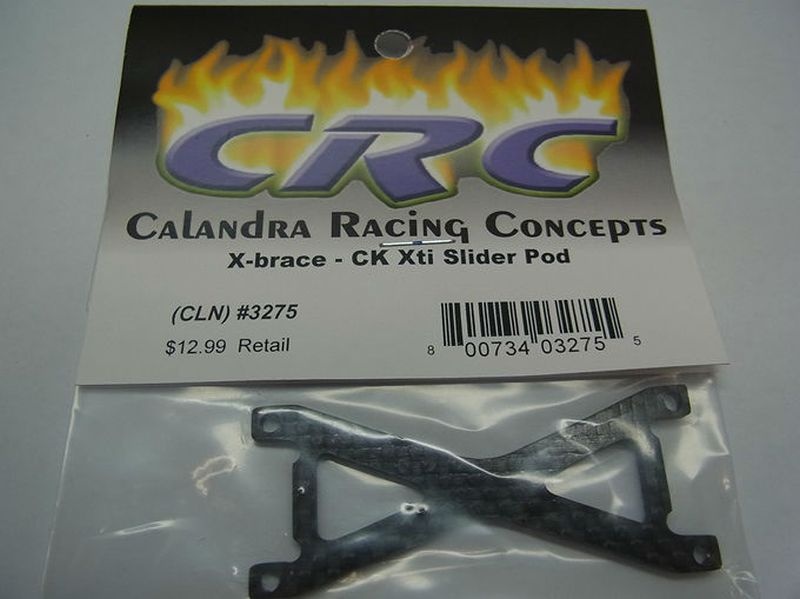 CRC
Calandra Racing Concepts
X-brace - CK Xti Slider Pod
(CLN) #3275
$12.99 Retail
8 00734 03275 5